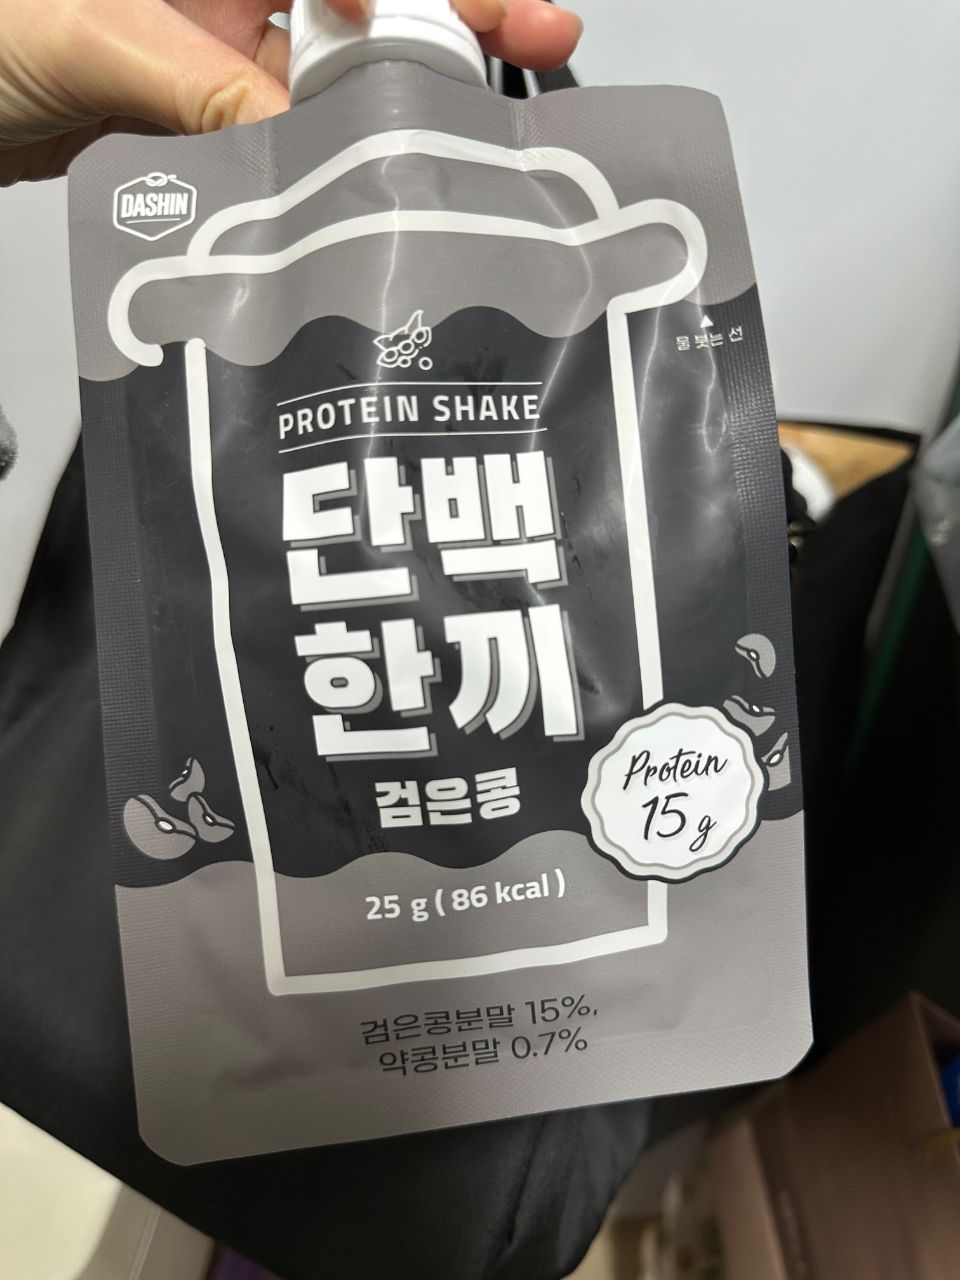 DASHIN
물 붓는 선
PROTEIN SHAKE
단백
한끼
검은콩
Protein
15 g
25 g ( 86 kcal )
검은콩분말 15%,
약콩분말 0.7%